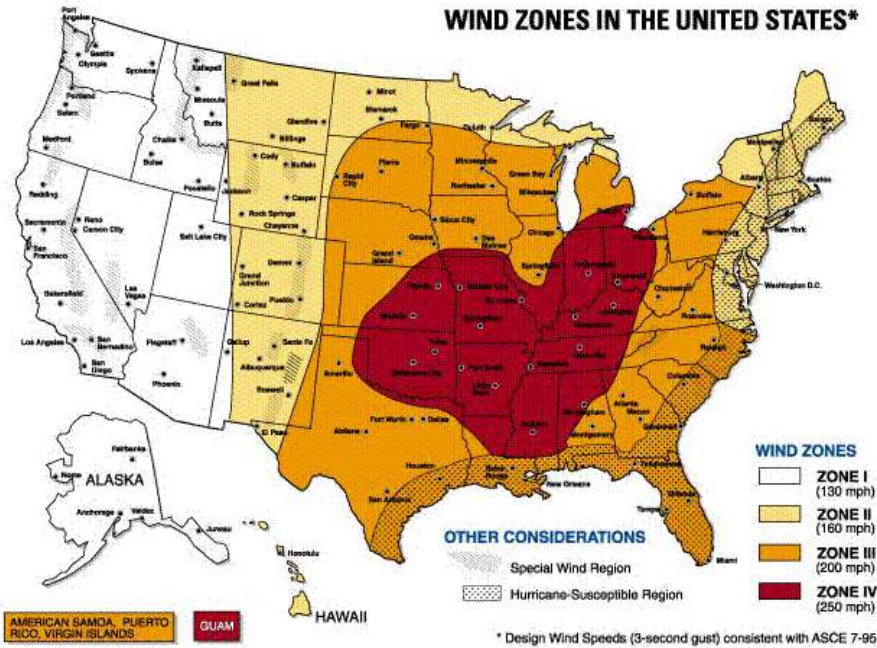 WIND ZONES IN THE UNITED STATES*
Port
Angeles
Seattle
Olympia
Spokane
Portland
Salem
Medford
Kalispell
Missoula
Butte
Great Falls
Glendive
Billings
Minot
Bismarck
Fargo
Duluth
Boise
Pocatello
Jackson
Cody
Buffalo
Casper
Rock Springs
Cheyenne
Rapid
City
Pierre
Minneapolis
Rochester
Green Bay
Milwaukee
Buffalo
Albany
Bangor
Boston
New York
Harrisburg
Washington D.C.
Redding
Sacramento
San
Francisco
Reno
Carson City
Salt Lake City
Grand
Junction
Denver
Pueblo
Cortez
Grand
Island
Omaha
Sioux City
Des
Moines
Chicago
Springfield
Charleston
Roanoke
Raleigh
Bakersfield
Las
Vegas
Los Angeles
San
Bernadino
San
Diego
Flagstaff
Phoenix
Gallup
Santa Fe
Albuquerque
Roswell
El Paso
Amarillo
Wichita
Topeka
Tulsa
Oklahoma City
Little
Rock
Memphis
Nashville
Birmingham
Jackson
Atlanta
Macon
Montgomery
Columbia
Savannah
Tallahassee
Orlando
Tampa
Miami
Abilene
Fort Worth
Dallas
Houston
San Antonio
Baton
Rouge
New Orleans
Fairbanks
Nome
ALASKA
Anchorage
Valdez
Juneau
Honolulu
HAWAII
AMERICAN SAMOA, PUERTO
RICO, VIRGIN ISLANDS
GUAM
OTHER CONSIDERATIONS
Special Wind Region
Hurricane-Susceptible Region
WIND ZONES
ZONE I
(130 mph)
ZONE II
(160 mph)
ZONE III
(200 mph)
ZONE IV
(250 mph)
* Design Wind Speeds (3-second gust) consistent with ASCE 7-95